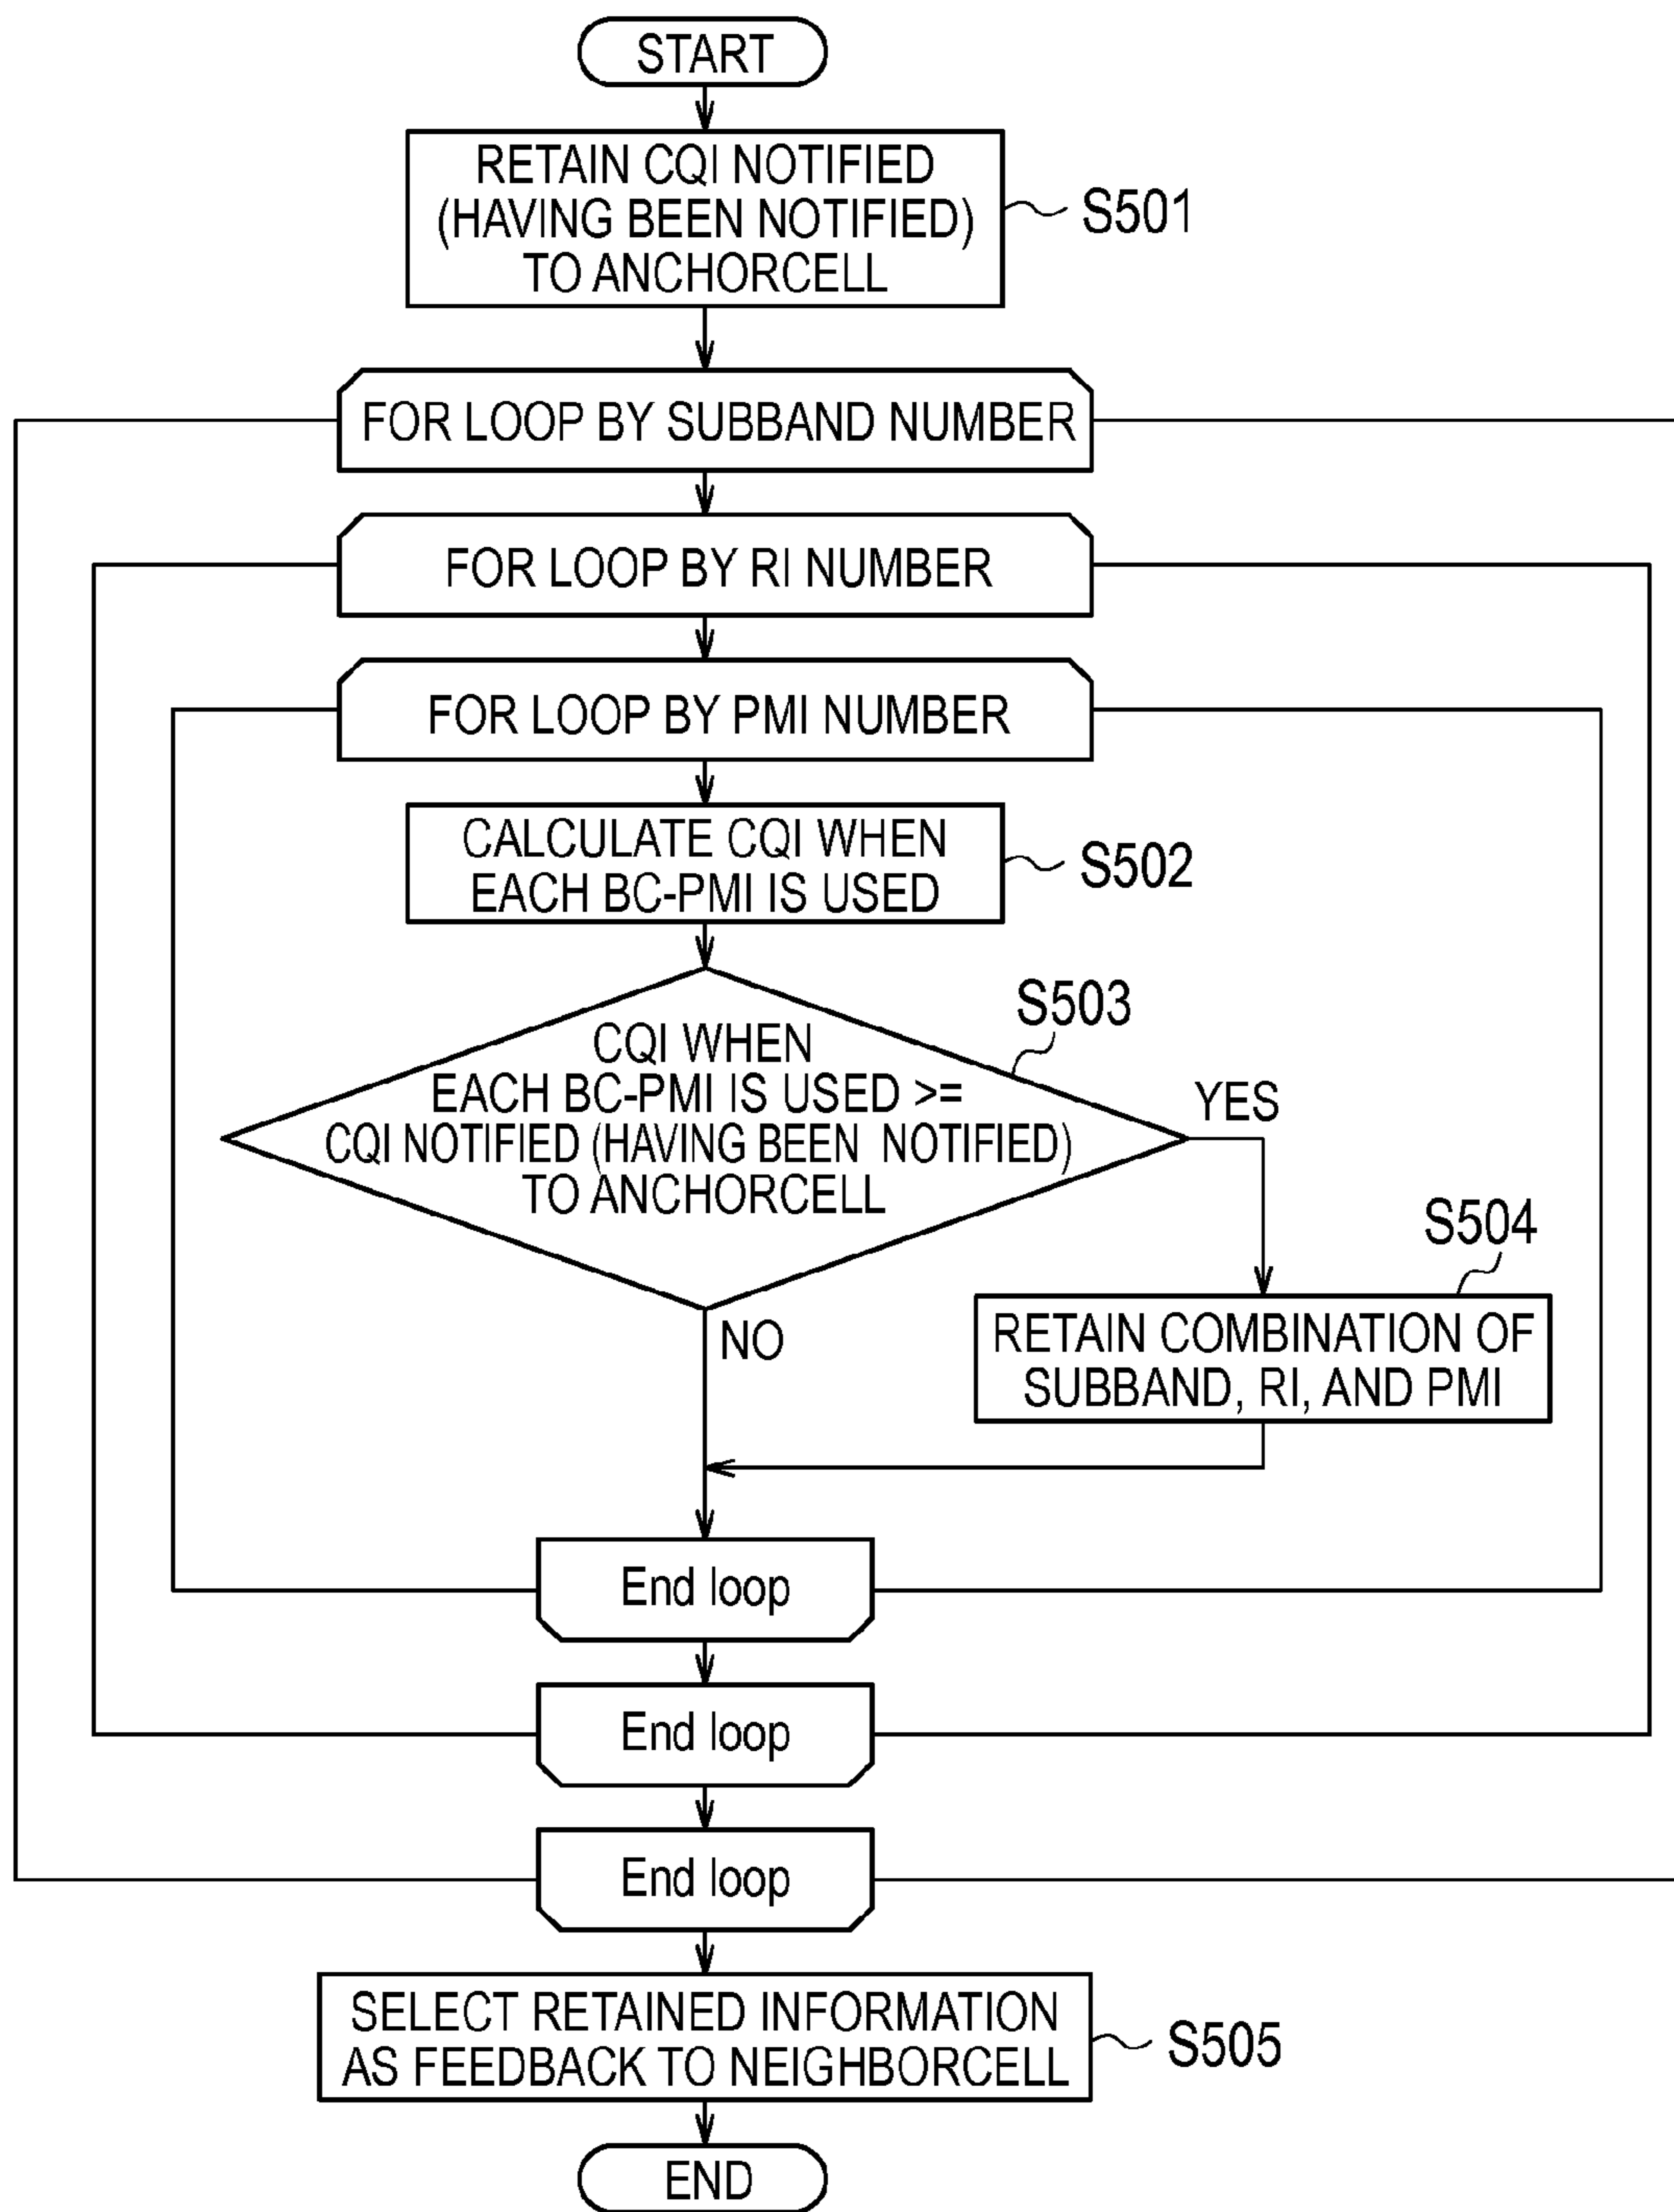 START
RETAIN CQI NOTIFIED
(HAVING BEEN NOTIFIED)
TO ANCHORCELL
S501
FOR LOOP BY SUBBAND NUMBER
FOR LOOP BY RI NUMBER
FOR LOOP BY PMI NUMBER
CALCULATE CQI WHEN
EACH BC-PMI IS USED
S502
S503
CQI WHEN
EACH BC-PMI IS USED >=
CQI NOTIFIED (HAVING BEEN NOTIFIED)
TO ANCHORCELL
YES
NO
S504
RETAIN COMBINATION OF
SUBBAND, RI, AND PMI
End loop
End loop
End loop
SELECT RETAINED INFORMATION
AS FEEDBACK TO NEIGHBORCELL
S505
END